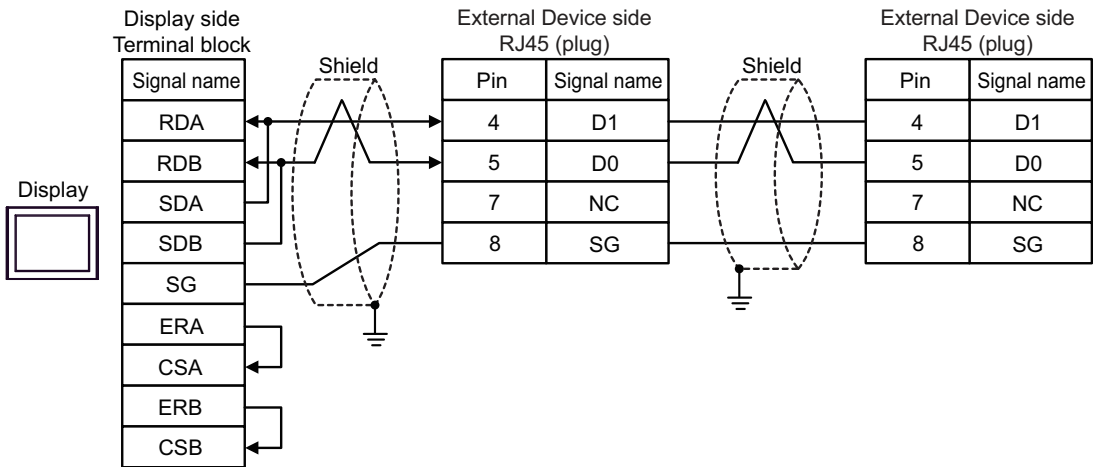 Display side
Terminal block
External Device side
RJ45 (plug)
External Device side
RJ45 (plug)
Shield
Shield
Signal name
Pin Signal name
Pin Signal name
RDA
4 D1
4 D1
RDB
5 D0
5 D0
Display
SDA
7 NC
7 NC
SDB
8 SG
8 SG
SG
ERA
CSA
ERB
CSB